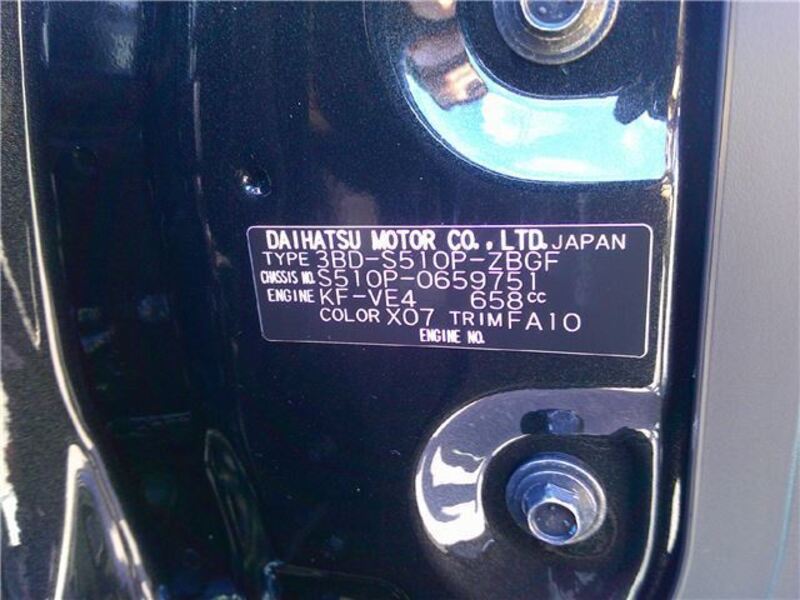 DAIHATSU MOTOR CO., LTD. JAPAN
TYPE 3BD-S510P-ZBGF
CHASSIS NO. S510P-0659751
ENGINE KF-VE4 658cc
COLOR X07 TRIM FA10
ENGINE NO.